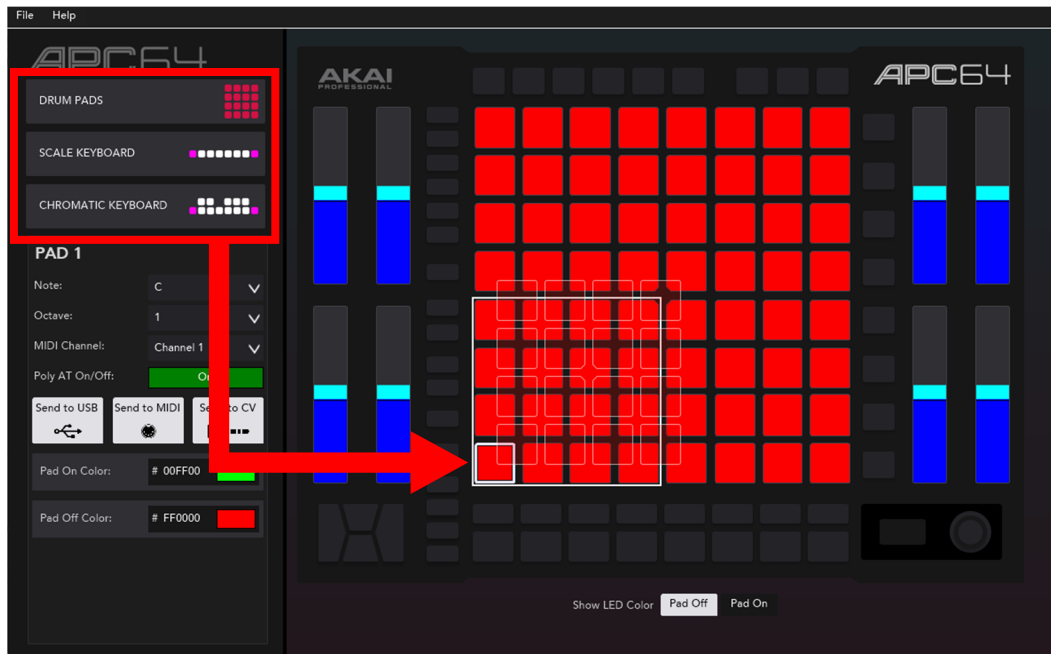 File Help
APC64
DRUM PADS
SCALE KEYBOARD
CHROMATIC KEYBOARD
PAD 1
Note: C
Octave: 1
MIDI Channel: Channel 1
Poly AT On/Off:
Send to USB Send to MIDI to CV
Pad On Color: # 00FF00
Pad Off Color: # FF0000
AKAI
PROFESSIONAL
APC64
Show LED Color Pad Off Pad On